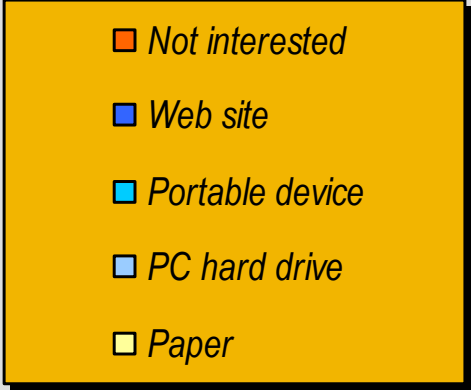 Not interested
Web site
Portable device
PC hard drive
Paper